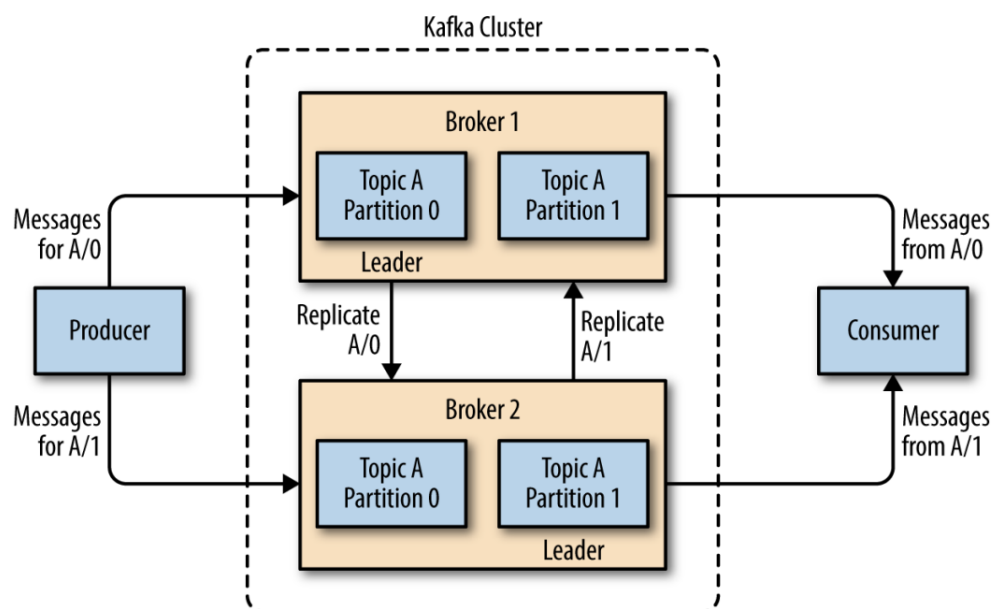 Kafka Cluster
Broker 1
Topic A
Partition 0
Topic A
Partition 1
Leader
Messages
for A/0
Messages
from A/0
Producer
Replicate
A/0
Replicate
A/1
Consumer
Messages
for A/1
Messages
from A/1
Broker 2
Topic A
Partition 0
Topic A
Partition 1
Leader